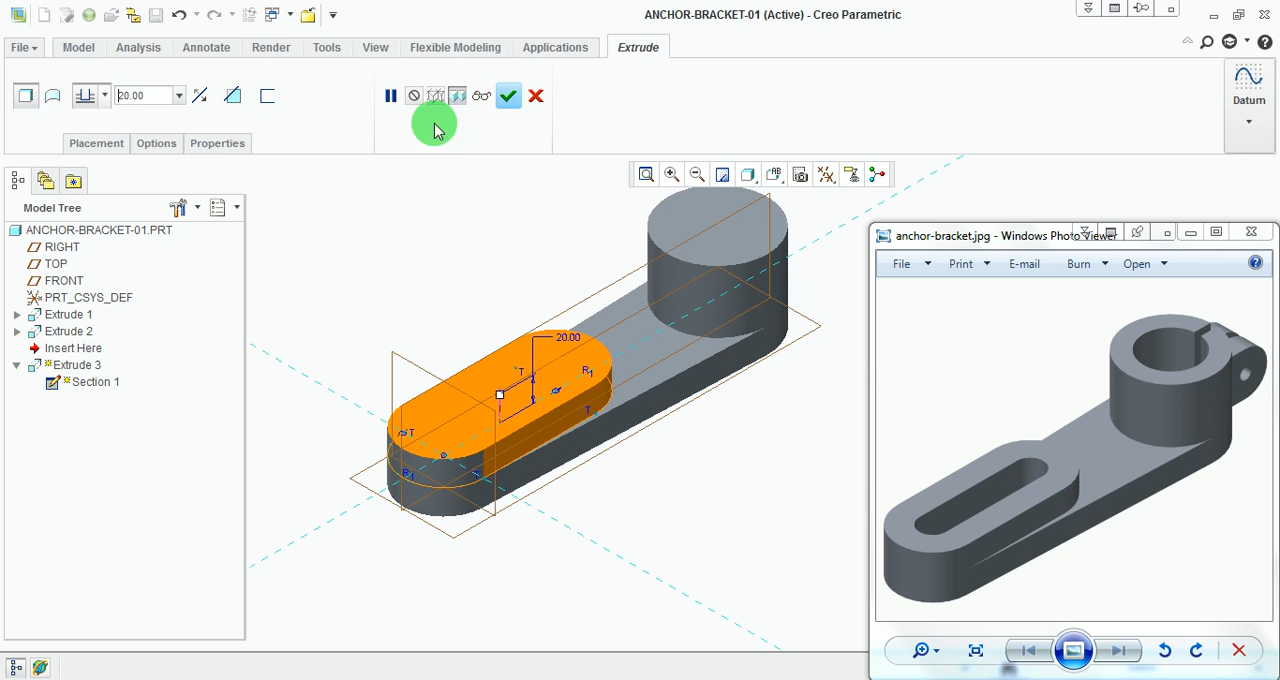 ANCHOR-BRACKET-01 (Active) - Creo Parametric
File Model Analysis Annotate Render Tools View Flexible Modeling Applications Extrude
20.00
Datum
Placement Options Properties
Model Tree
ANCHOR-BRACKET-01.PRT
RIGHT
TOP
FRONT
PRT_CSYS_DEF
Extrude 1
Extrude 2
Insert Here
Extrude 3
Section 1
20.00
T
R1
T
T
R1
anchor-bracket.jpg - Windows Photo Viewer
File Print E-mail Burn Open